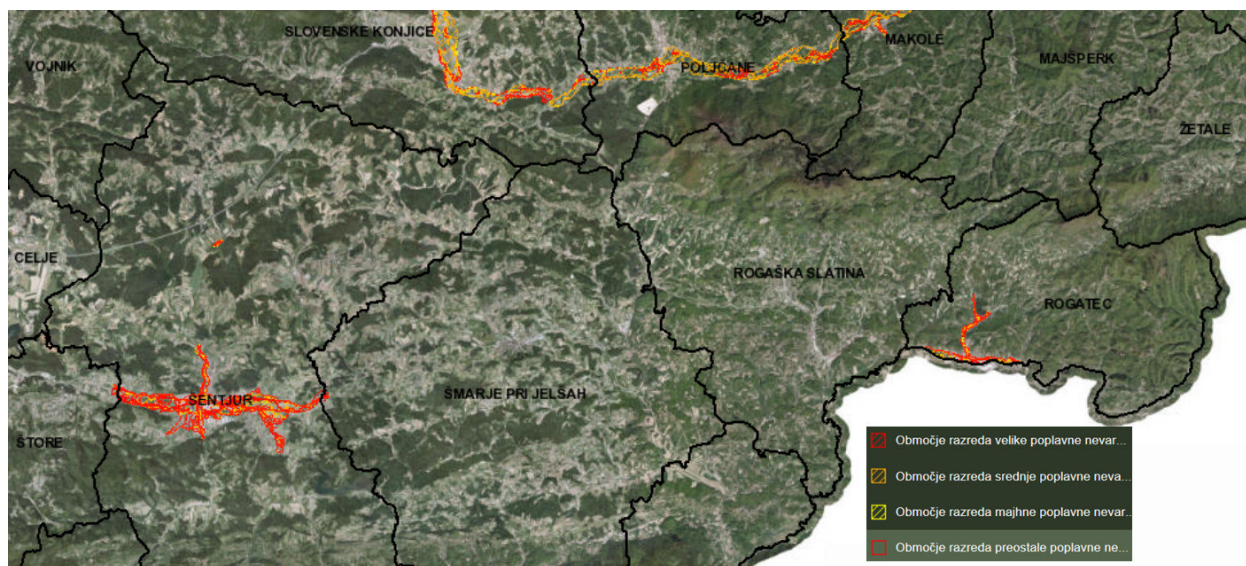 SLOVENSKE KONJICE
MAKOLE
MAJŠPERK
VOJNIK
POLJČANE
ŽETALE
CELJE
ROGAŠKA SLATINA
ROGATEC
ŠENTJUR
ŠMARJE PRI JELŠAH
ŠTORE
Območje razreda velike poplavne nevar...
Območje razreda srednje poplavne neva...
Območje razreda majhne poplavne nevar...
Območje razreda preostale poplavne ne...